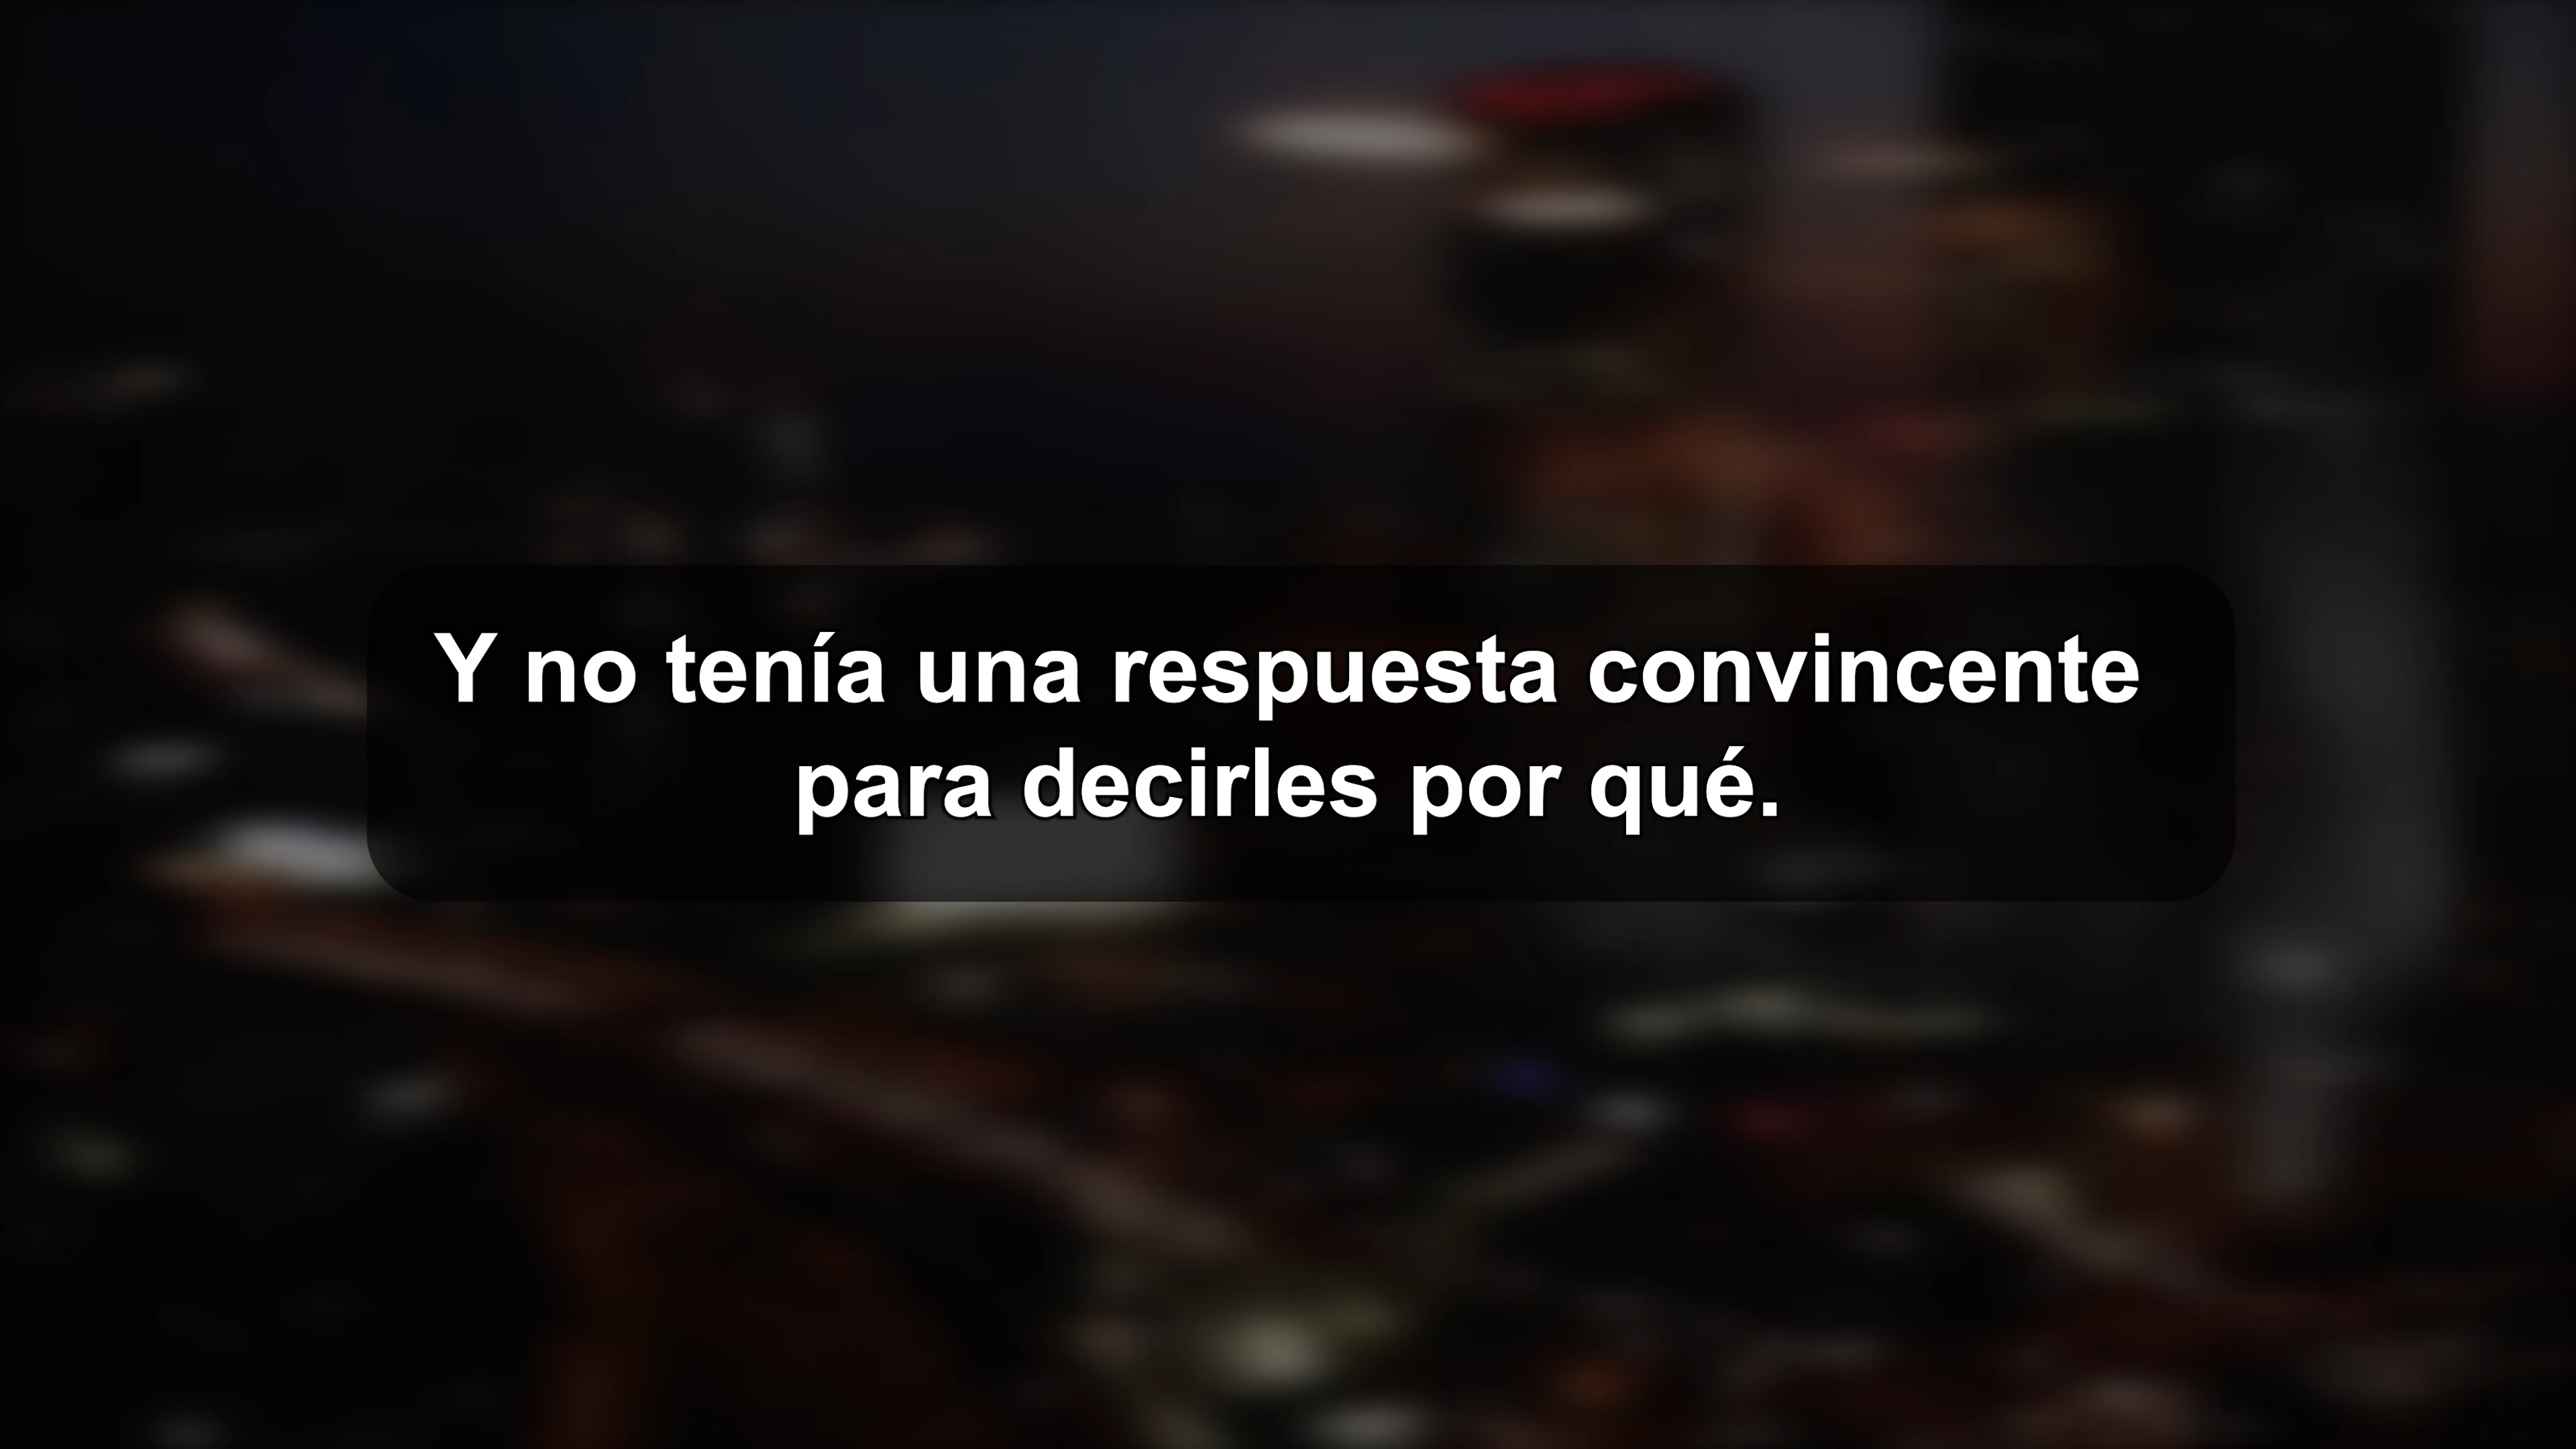 Y no tenía una respuesta convincente
para decirles por qué.